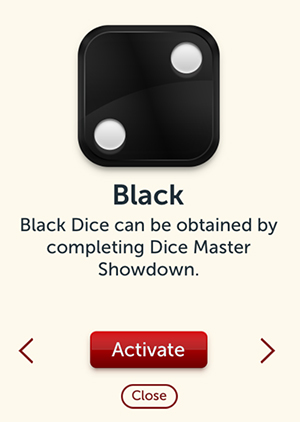 Black
Black Dice can be obtained by
completing Dice Master
Showdown.
Activate
Close